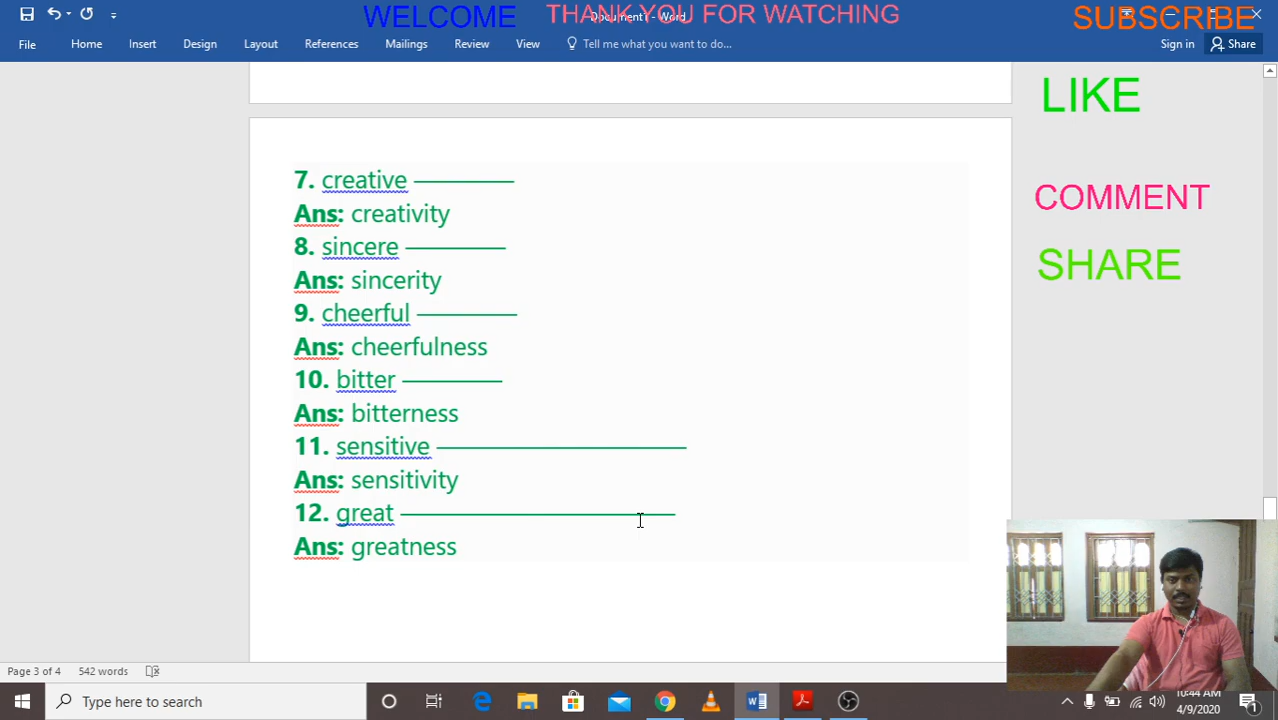 WELCOME
THANK YOU FOR WATCHING
SUBSCRIBE
Document1 - Word
File Home Insert Design Layout References Mailings Review View Tell me what you want to do... Sign in Share
LIKE
COMMENT
SHARE
7. creative
Ans: creativity
8. sincere
Ans: sincerity
9. cheerful
Ans: cheerfulness
10. bitter
Ans: bitterness
11. sensitive
Ans: sensitivity
12. great
Ans: greatness
Page 3 of 4 542 words
Type here to search
10:44 AM
4/9/2020